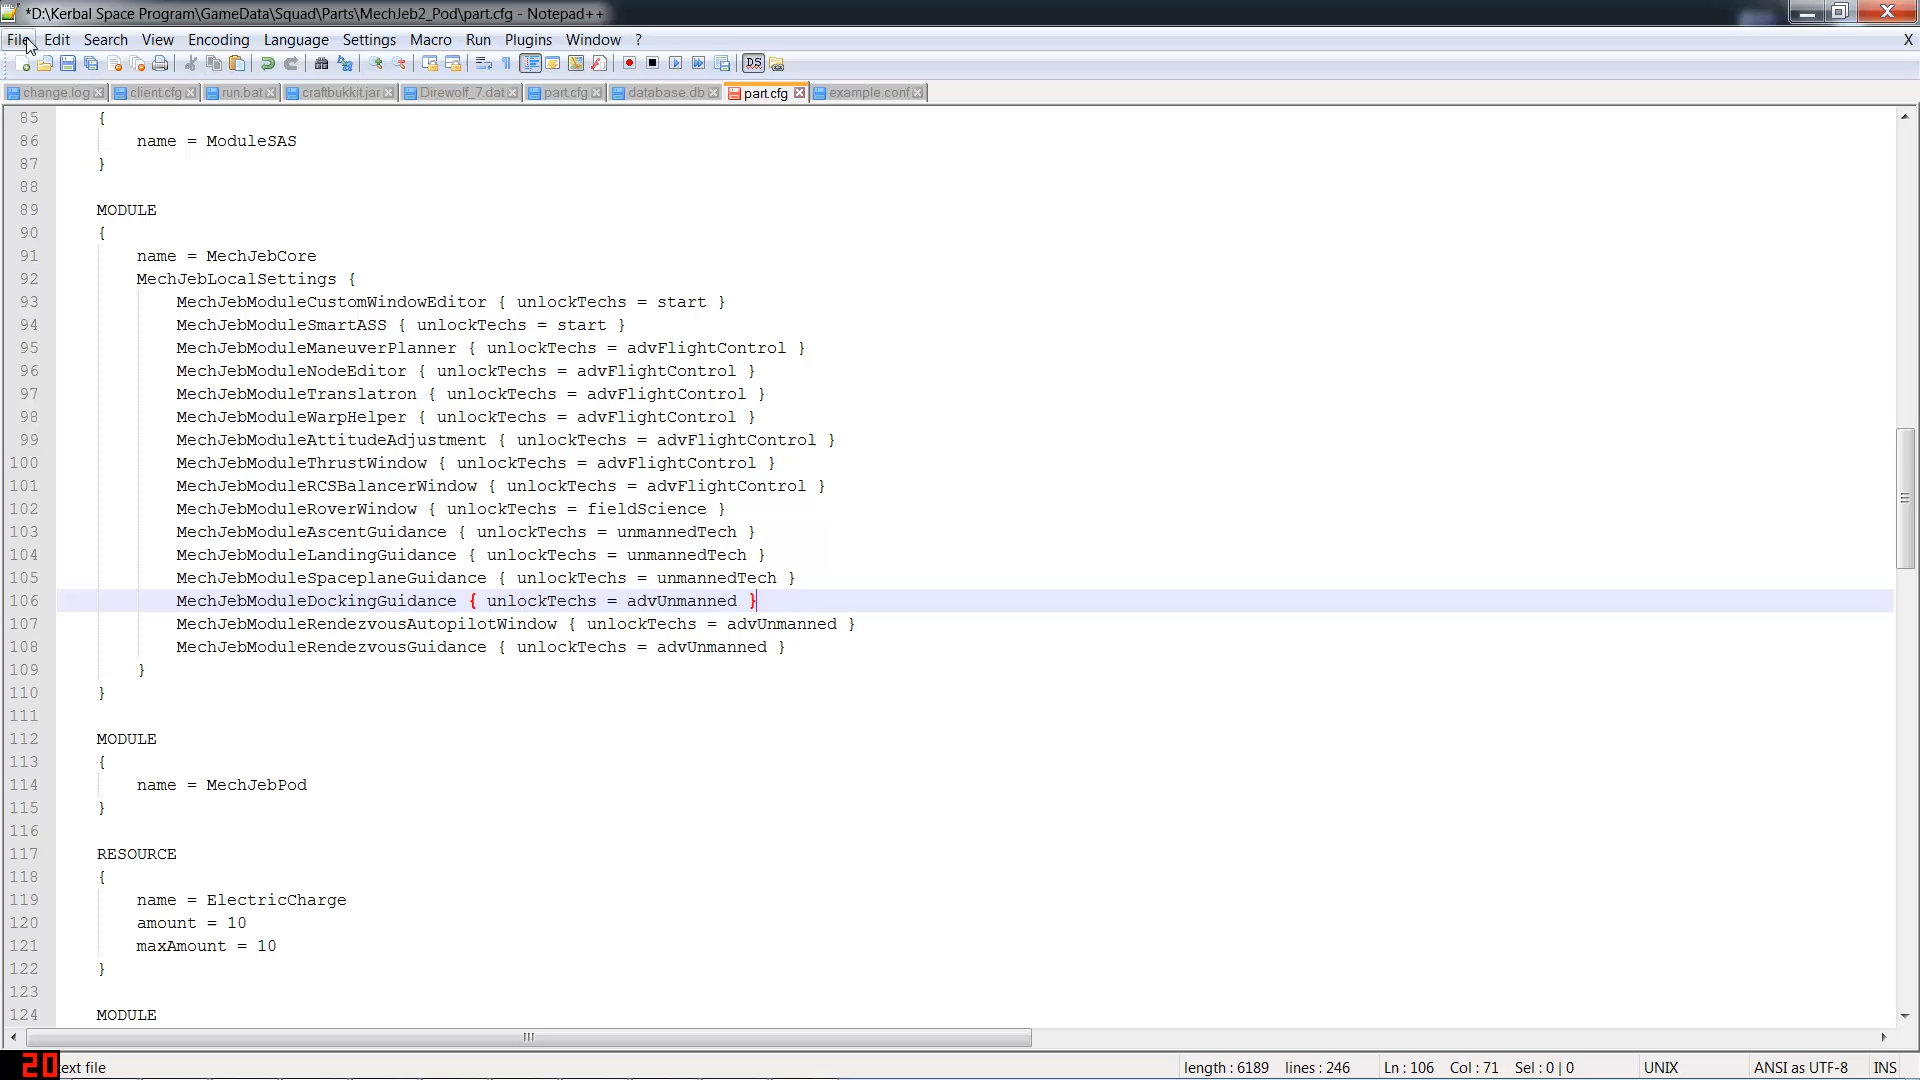 *D:\Kerbal Space Program\GameData\Squad\Parts\MechJeb2_Pod\part.cfg - Notepad++
File Edit Search View Encoding Language Settings Macro Run Plugins Window ? X
change.log client.cfg run.bat craftbukkit.jar Direwolf_7.dat part.cfg database.db part.cfg example.conf
85 {
86 name = ModuleSAS
87 }
88
89 MODULE
90 {
91 name = MechJebCore
92 MechJebLocalSettings {
93 MechJebModuleCustomWindowEditor { unlockTechs = start }
94 MechJebModuleSmartASS { unlockTechs = start }
95 MechJebModuleManeuverPlanner { unlockTechs = advFlightControl }
96 MechJebModuleNodeEditor { unlockTechs = advFlightControl }
97 MechJebModuleTranslatron { unlockTechs = advFlightControl }
98 MechJebModuleWarpHelper { unlockTechs = advFlightControl }
99 MechJebModuleAttitudeAdjustment { unlockTechs = advFlightControl }
100 MechJebModuleThrustWindow { unlockTechs = advFlightControl }
101 MechJebModuleRCSBalancerWindow { unlockTechs = advFlightControl }
102 MechJebModuleRoverWindow { unlockTechs = fieldScience }
103 MechJebModuleAscentGuidance { unlockTechs = unmannedTech }
104 MechJebModuleLandingGuidance { unlockTechs = unmannedTech }
105 MechJebModuleSpaceplaneGuidance { unlockTechs = unmannedTech }
106 MechJebModuleDockingGuidance { unlockTechs = advUnmanned }
107 MechJebModuleRendezvousAutopilotWindow { unlockTechs = advUnmanned }
108 MechJebModuleRendezvousGuidance { unlockTechs = advUnmanned }
109 }
110 }
111
112 MODULE
113 {
114 name = MechJebPod
115 }
116
117 RESOURCE
118 {
119 name = ElectricCharge
120 amount = 10
121 maxAmount = 10
122 }
123
124 MODULE
20 text file length : 6189 lines : 246 Ln : 106 Col : 71 Sel : 0 | 0 UNIX ANSI as UTF-8 INS